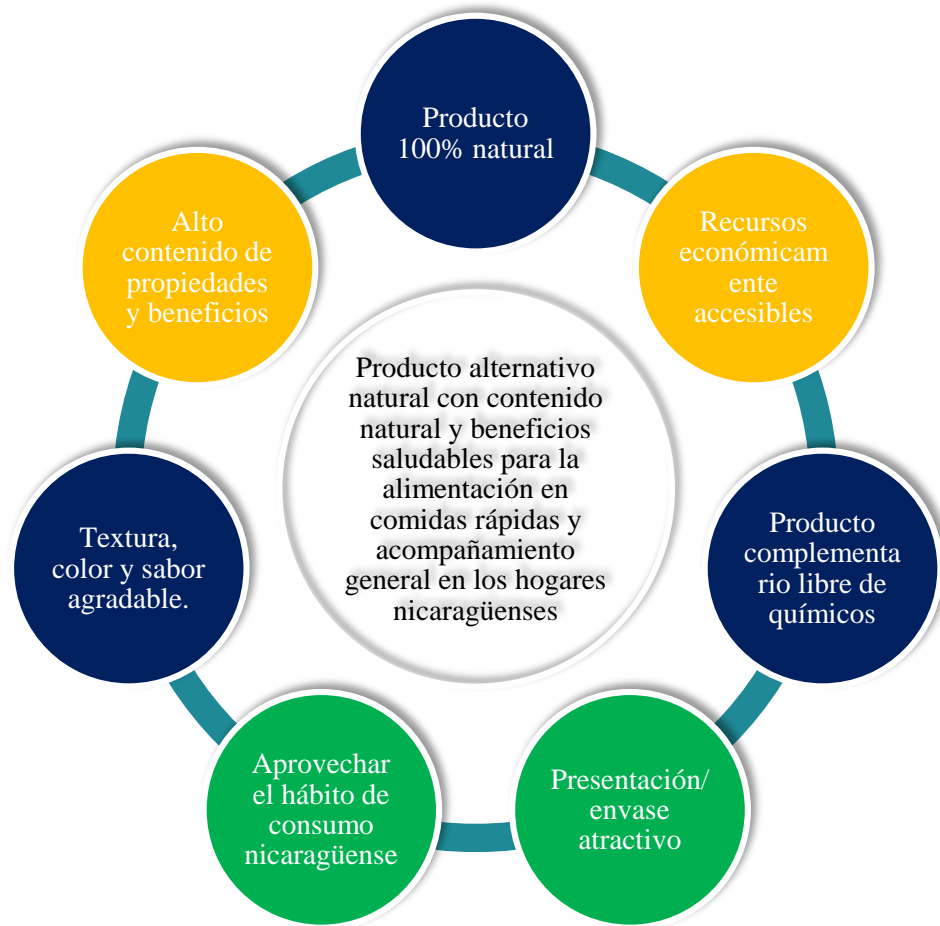 Producto
100% natural
Recursos
económicam
ente
accesibles
Producto
complementa
rio libre de
químicos
Presentación/
envase
atractivo
Aprovechar
el hábito de
consumo
nicaragüense
Textura,
color y sabor
agradable.
Alto
contenido de
propiedades
y beneficios
Producto alternativo
natural con contenido
natural y beneficios
saludables para la
alimentación en
comidas rápidas y
acompañamiento
general en los hogares
nicaragüenses